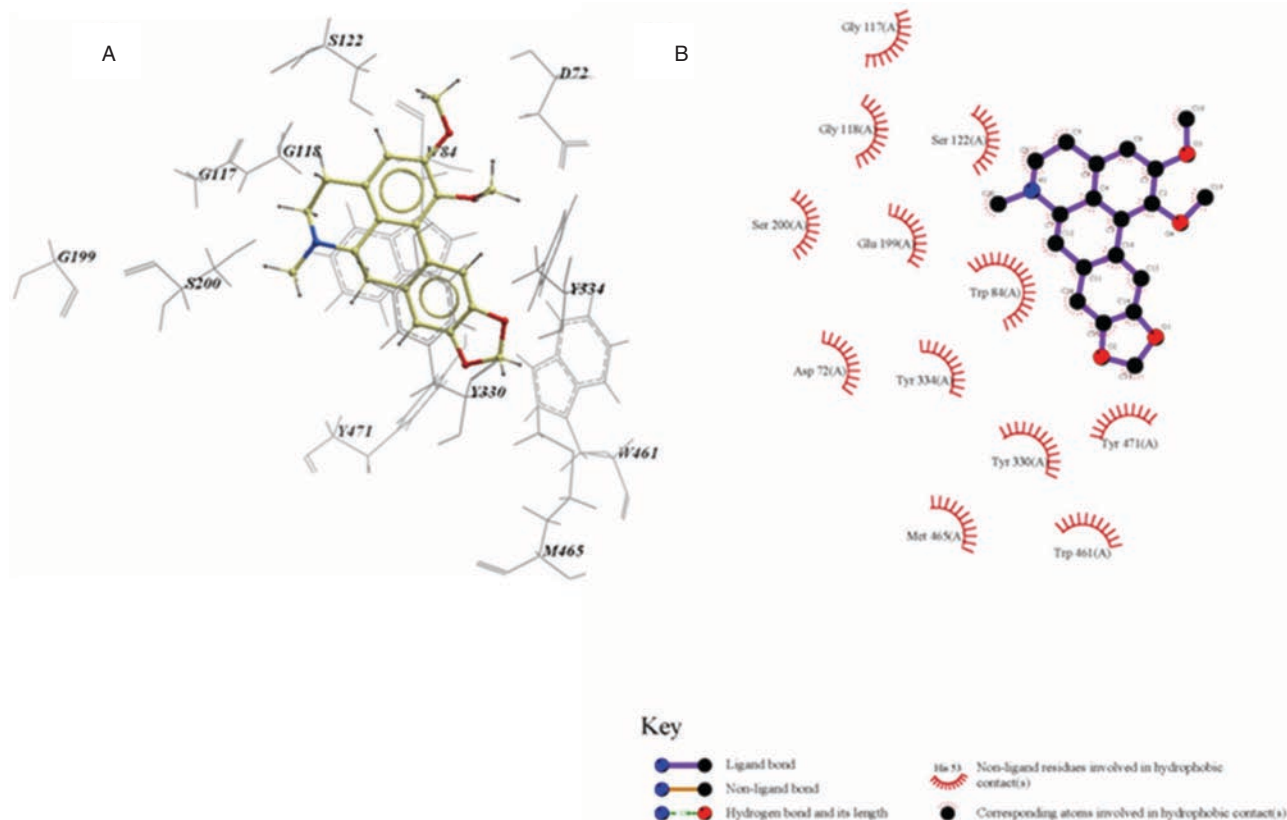 A
S122
D72
W84
G118
G117
G199
S200
Y334
Y330
Y471
W461
M465
B
Gly 117(A)
Gly 118(A)
Ser 122(A)
Ser 200(A)
Glu 199(A)
Trp 84(A)
Asp 72(A)
Tyr 334(A)
Tyr 471(A)
Tyr 330(A)
Met 465(A)
Trp 461(A)
Key
Ligand bond
Non-ligand bond
Hydrogen bond and its length
His 53
Non-ligand residues involved in hydrophobic
contact(s)
Corresponding atoms involved in hydrophobic contact(s)